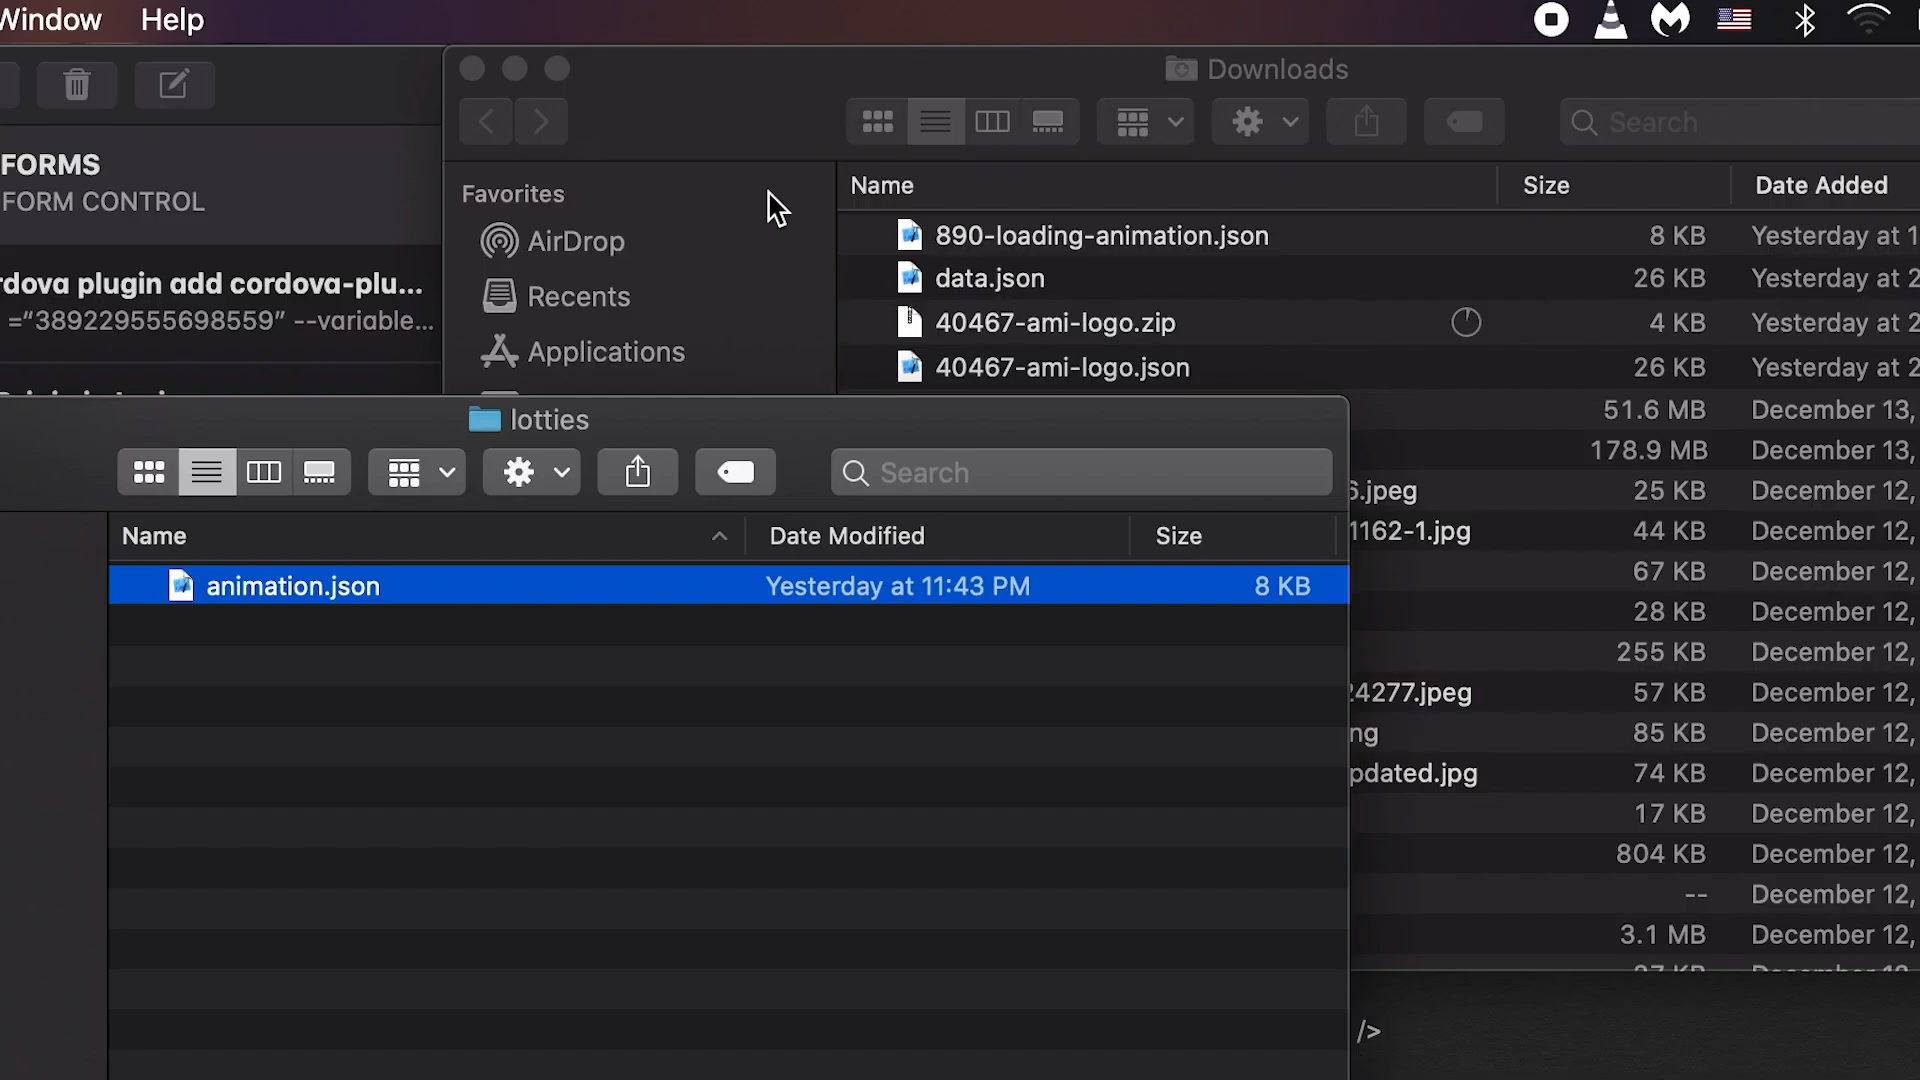 Window Help
Downloads
Search
FORMS
FORM CONTROL
rdova plugin add cordova-plu...
="389229555698559" --variable...
Favorites
AirDrop
Recents
Applications
Name Size Date Added
890-loading-animation.json 8 KB Yesterday at 1
data.json 26 KB Yesterday at 2
40467-ami-logo.zip 4 KB Yesterday at 2
40467-ami-logo.json 26 KB Yesterday at 2
51.6 MB December 13,
178.9 MB December 13,
6.jpeg 25 KB December 12,
1162-1.jpg 44 KB December 12,
67 KB December 12,
28 KB December 12,
255 KB December 12,
24277.jpeg 57 KB December 12,
ng 85 KB December 12,
pdated.jpg 74 KB December 12,
17 KB December 12,
804 KB December 12,
-- December 12,
3.1 MB December 12,
lotties
Search
Name Date Modified Size
animation.json Yesterday at 11:43 PM 8 KB
/>